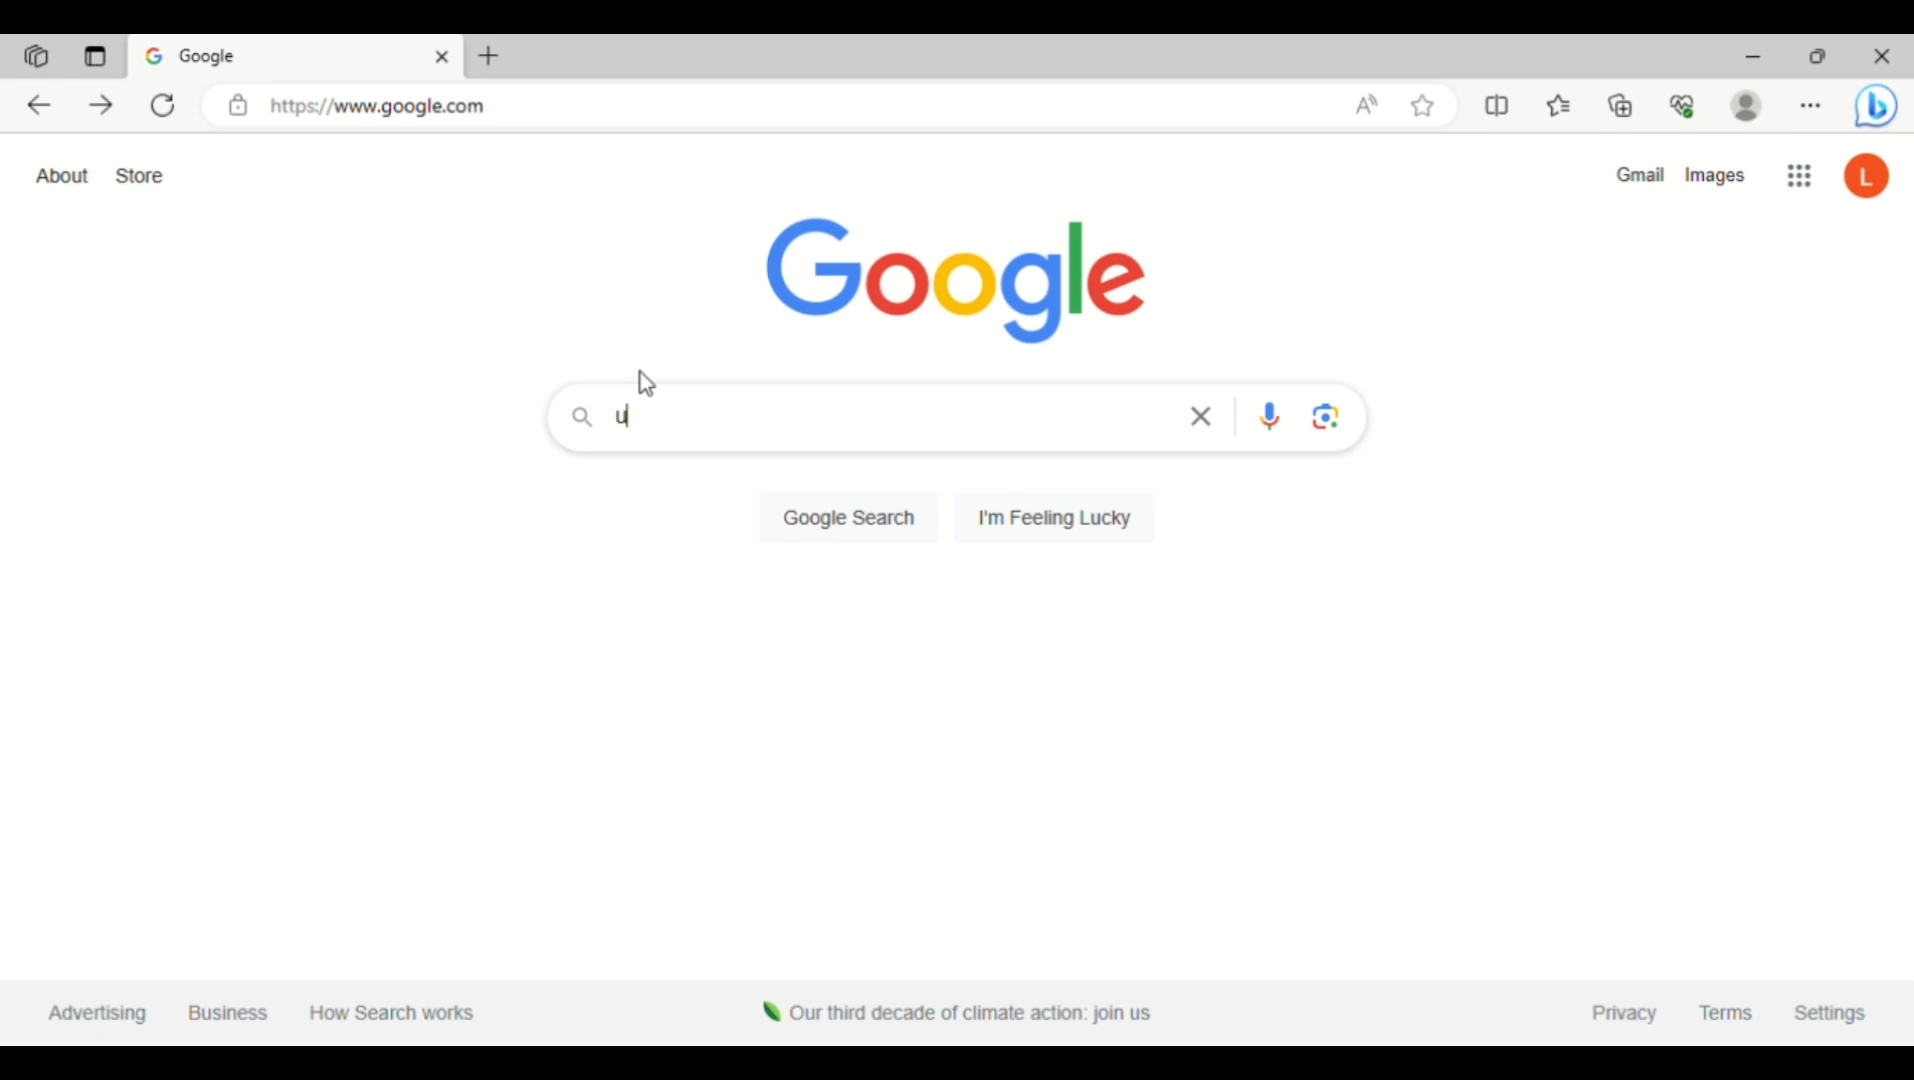 Google
https://www.google.com
About Store
Gmail Images
L
Google
u
Google Search I'm Feeling Lucky
Advertising Business How Search works
Our third decade of climate action: join us
Privacy Terms Settings